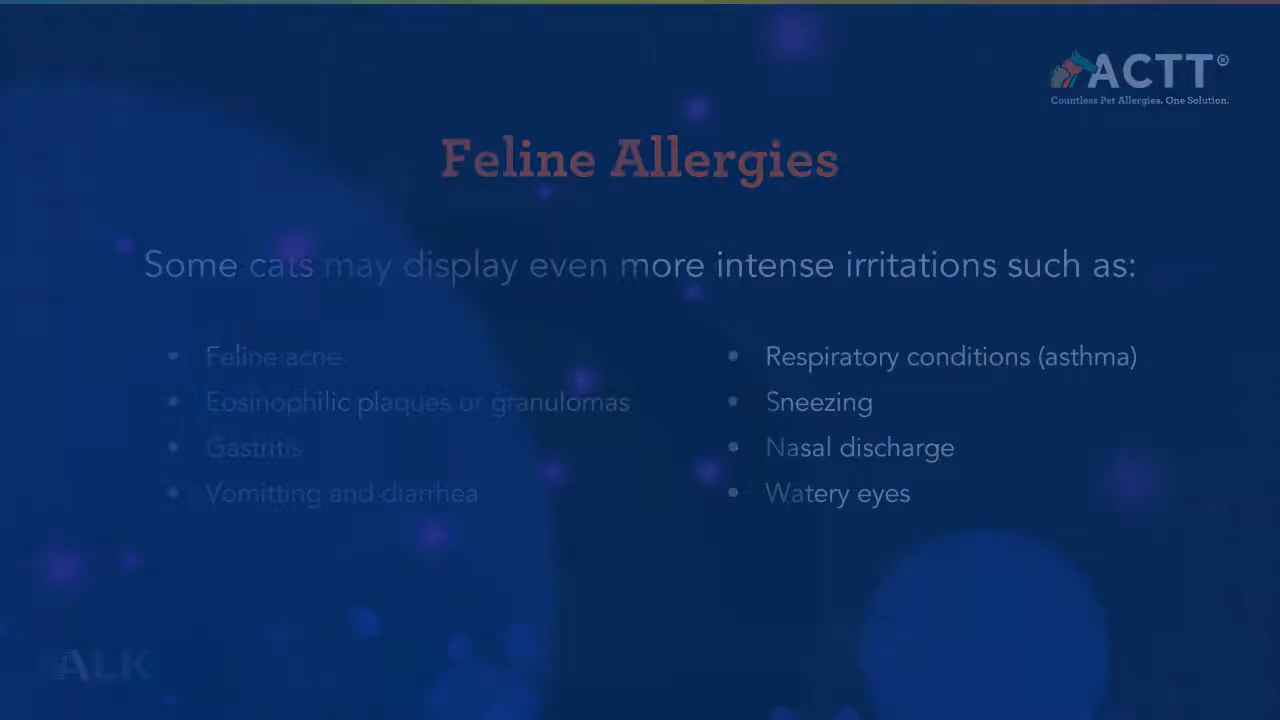 ACTT®
Countless Pet Allergies. One Solution.
Feline Allergies
Some cats may display even more intense irritations such as:
• Feline acne
• Eosinophilic plaques or granulomas
• Gastritis
• Vomitting and diarrhea
• Respiratory conditions (asthma)
• Sneezing
• Nasal discharge
• Watery eyes
ALK